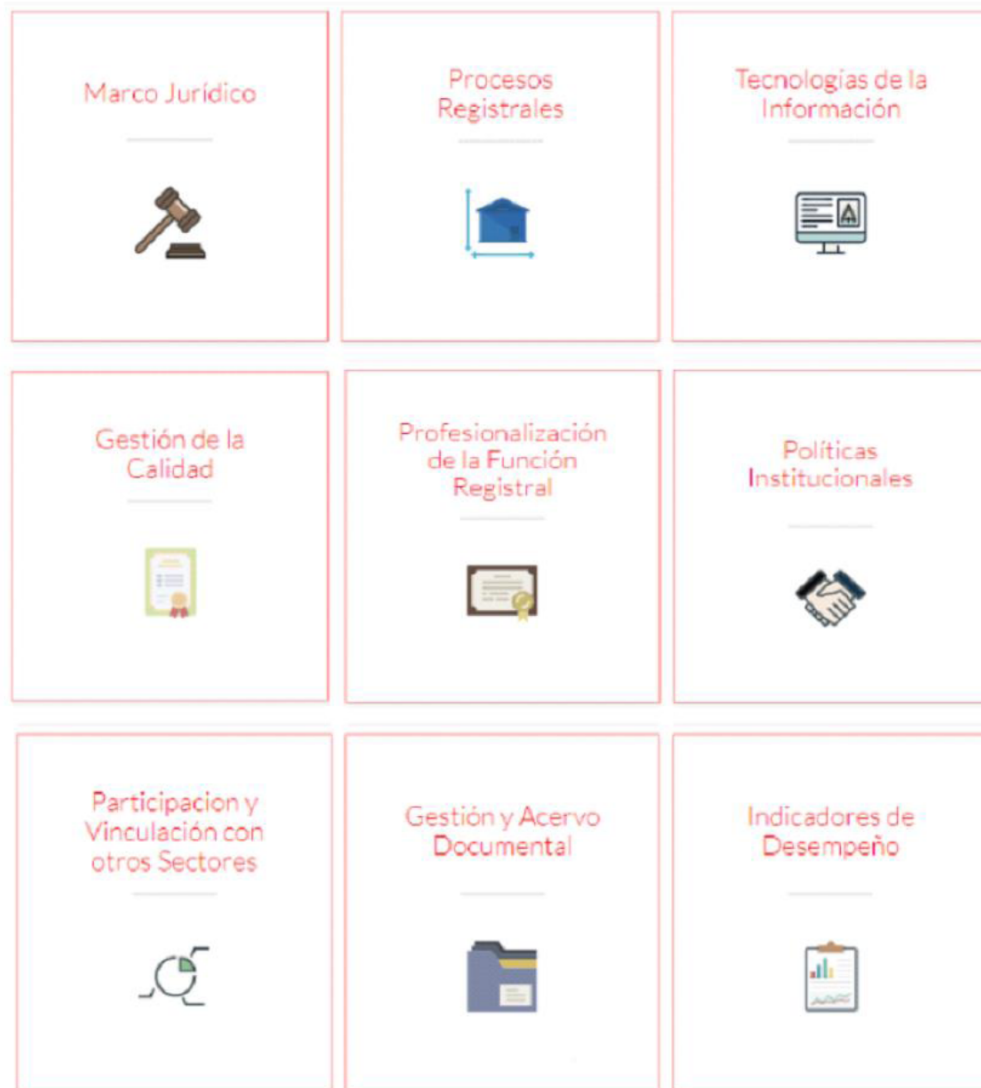 Marco Jurídico
Procesos
Registrales
Tecnologías de la
Información
Gestión de la
Calidad
Profesionalización
de la Función
Registral
Políticas
Institucionales
Participacion y
Vinculación con
otros Sectores
Gestión y Acervo
Documental
Indicadores de
Desempeño